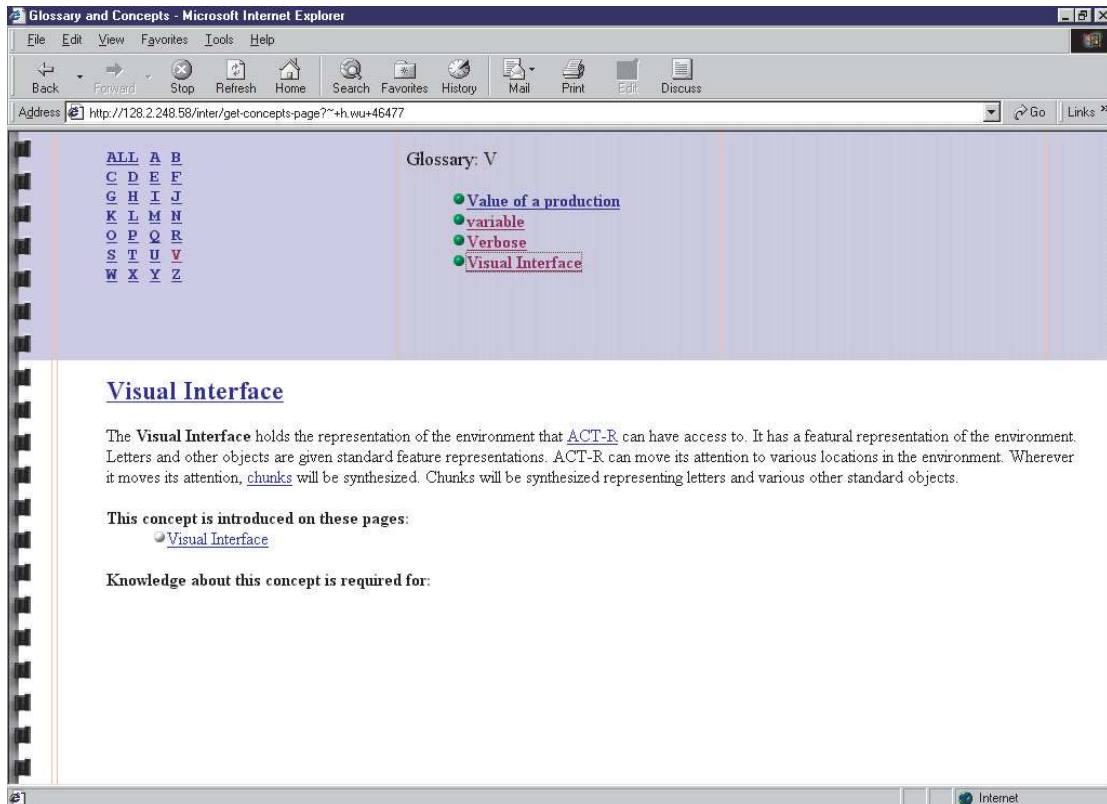 Glossary and Concepts - Microsoft Internet Explorer
File Edit View Favorites Tools Help
Back Forward Stop Refresh Home Search Favorites History Mail Print Edit Discuss
Address http://128.2.248.58/inter/get-concepts-page?~+h.wu+46477 Go Links »
ALL A B
C D E F
G H I J
K L M N
O P Q R
S T U V
W X Y Z
Glossary: V
Value of a production
variable
Verbose
Visual Interface
Visual Interface
The Visual Interface holds the representation of the environment that ACT-R can have access to. It has a featural representation of the environment.
Letters and other objects are given standard feature representations. ACT-R can move its attention to various locations in the environment. Wherever
it moves its attention, chunks will be synthesized. Chunks will be synthesized representing letters and various other standard objects.
This concept is introduced on these pages:
Visual Interface
Knowledge about this concept is required for:
Internet